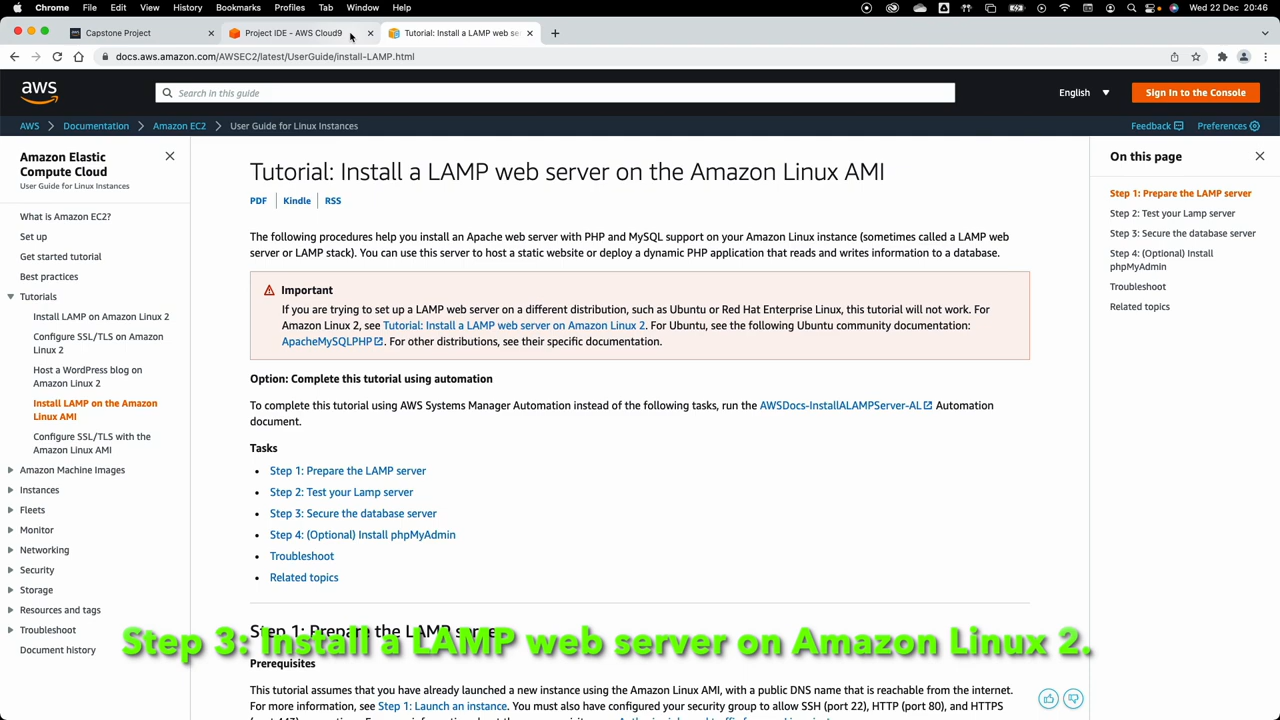 Chrome File Edit View History Bookmarks Profiles Tab Window Help Wed 22 Dec 20:46
Capstone Project Project IDE - AWS Cloud9 Tutorial: Install a LAMP web se
docs.aws.amazon.com/AWSEC2/latest/UserGuide/install-LAMP.html
aws Search in this guide English Sign In to the Console
AWS Documentation Amazon EC2 User Guide for Linux Instances Feedback Preferences
Amazon Elastic
Compute Cloud
User Guide for Linux Instances
What is Amazon EC2?
Set up
Get started tutorial
Best practices
Tutorials
Install LAMP on Amazon Linux 2
Configure SSL/TLS on Amazon
Linux 2
Host a WordPress blog on
Amazon Linux 2
Install LAMP on the Amazon
Linux AMI
Configure SSL/TLS with the
Amazon Linux AMI
Amazon Machine Images
Instances
Fleets
Monitor
Networking
Security
Storage
Resources and tags
Troubleshoot
Document history
Tutorial: Install a LAMP web server on the Amazon Linux AMI
PDF Kindle RSS
The following procedures help you install an Apache web server with PHP and MySQL support on your Amazon Linux instance (sometimes called a LAMP web
server or LAMP stack). You can use this server to host a static website or deploy a dynamic PHP application that reads and writes information to a database.
Important
If you are trying to set up a LAMP web server on a different distribution, such as Ubuntu or Red Hat Enterprise Linux, this tutorial will not work. For
Amazon Linux 2, see Tutorial: Install a LAMP web server on Amazon Linux 2. For Ubuntu, see the following Ubuntu community documentation:
ApacheMySQLPHP. For other distributions, see their specific documentation.
Option: Complete this tutorial using automation
To complete this tutorial using AWS Systems Manager Automation instead of the following tasks, run the AWSDocs-InstallALAMPServer-AL Automation
document.
Tasks
• Step 1: Prepare the LAMP server
• Step 2: Test your Lamp server
• Step 3: Secure the database server
• Step 4: (Optional) Install phpMyAdmin
• Troubleshoot
• Related topics
Step 1: Prepare the LAMP server
Step 3: Install a LAMP web server on Amazon Linux 2.
Prerequisites
This tutorial assumes that you have already launched a new instance using the Amazon Linux AMI, with a public DNS name that is reachable from the internet.
For more information, see Step 1: Launch an instance. You must also have configured your security group to allow SSH (port 22), HTTP (port 80), and HTTPS
On this page
Step 1: Prepare the LAMP server
Step 2: Test your Lamp server
Step 3: Secure the database server
Step 4: (Optional) Install
phpMyAdmin
Troubleshoot
Related topics